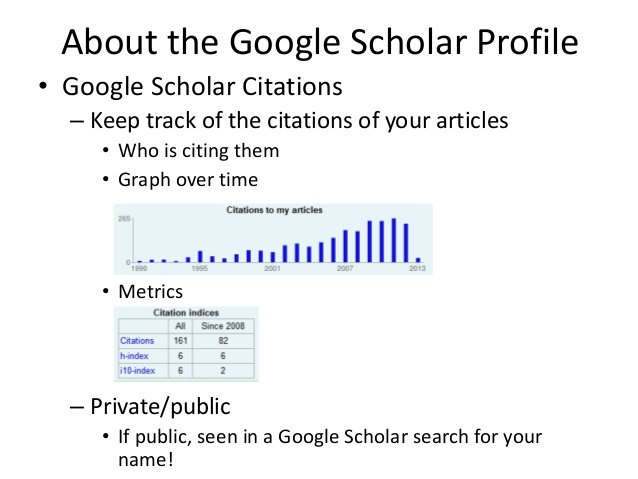 About the Google Scholar Profile
• Google Scholar Citations
– Keep track of the citations of your articles
• Who is citing them
• Graph over time
Citations to my articles
265
0
1980 1995 2001 2007 2013
• Metrics
Citation indices
All Since 2008
Citations 161 82
h-index 6 6
i10-index 6 2
– Private/public
• If public, seen in a Google Scholar search for your
name!